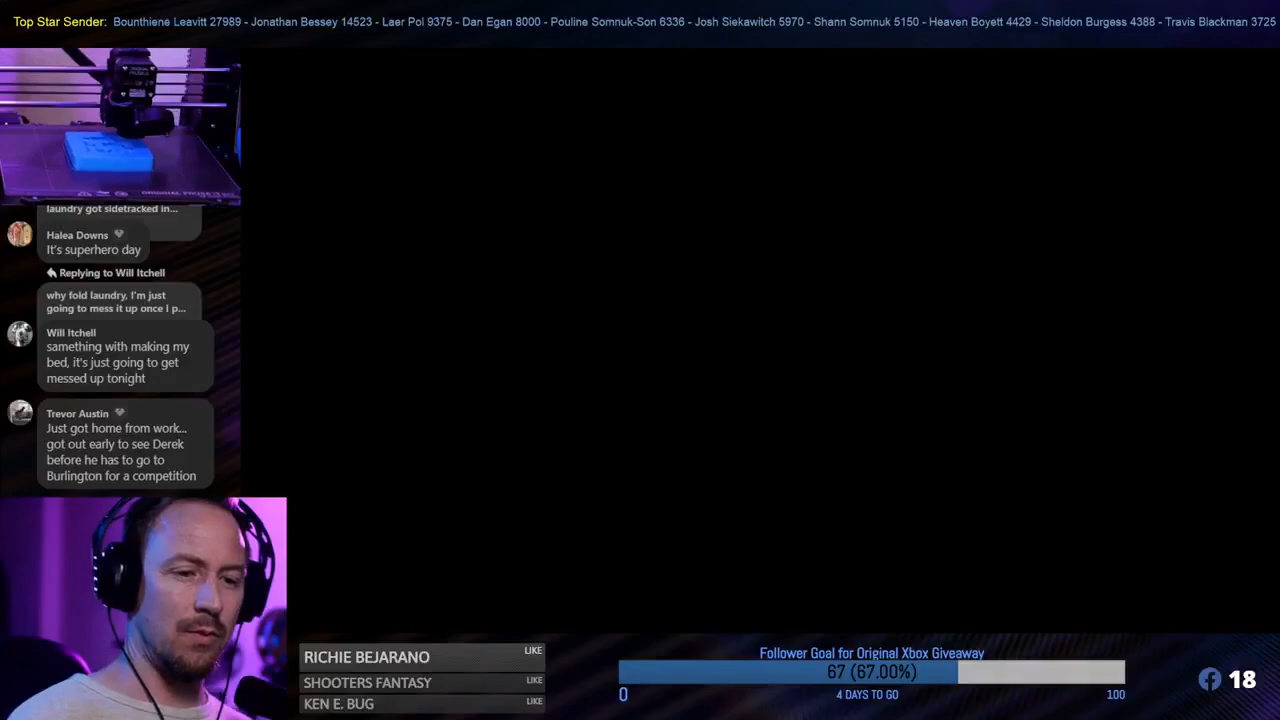 Top Star Sender: Bounthiene Leavitt 27989 - Jonathan Bessey 14523 - Laer Pol 9375 - Dan Egan 8000 - Pouline Somnuk-Son 6336 - Josh Siekawitch 5970 - Shann Somnuk 5150 - Heaven Boyett 4429 - Sheldon Burgess 4388 - Travis Blackman 3725
laundry got sidetracked in...
Halea Downs
It's superhero day
Replying to Will Itchell
why fold laundry, I'm just
going to mess it up once i p...
Will Itchell
samething with making my
bed, it's just going to get
messed up tonight
Trevor Austin
Just got home from work...
got out early to see Derek
before he has to go to
Burlington for a competition
RICHIE BEJARANO LIKE
SHOOTERS FANTASY LIKE
KEN E. BUG LIKE
Follower Goal for Original Xbox Giveaway
67 (67.00%)
0 4 DAYS TO GO 100
18